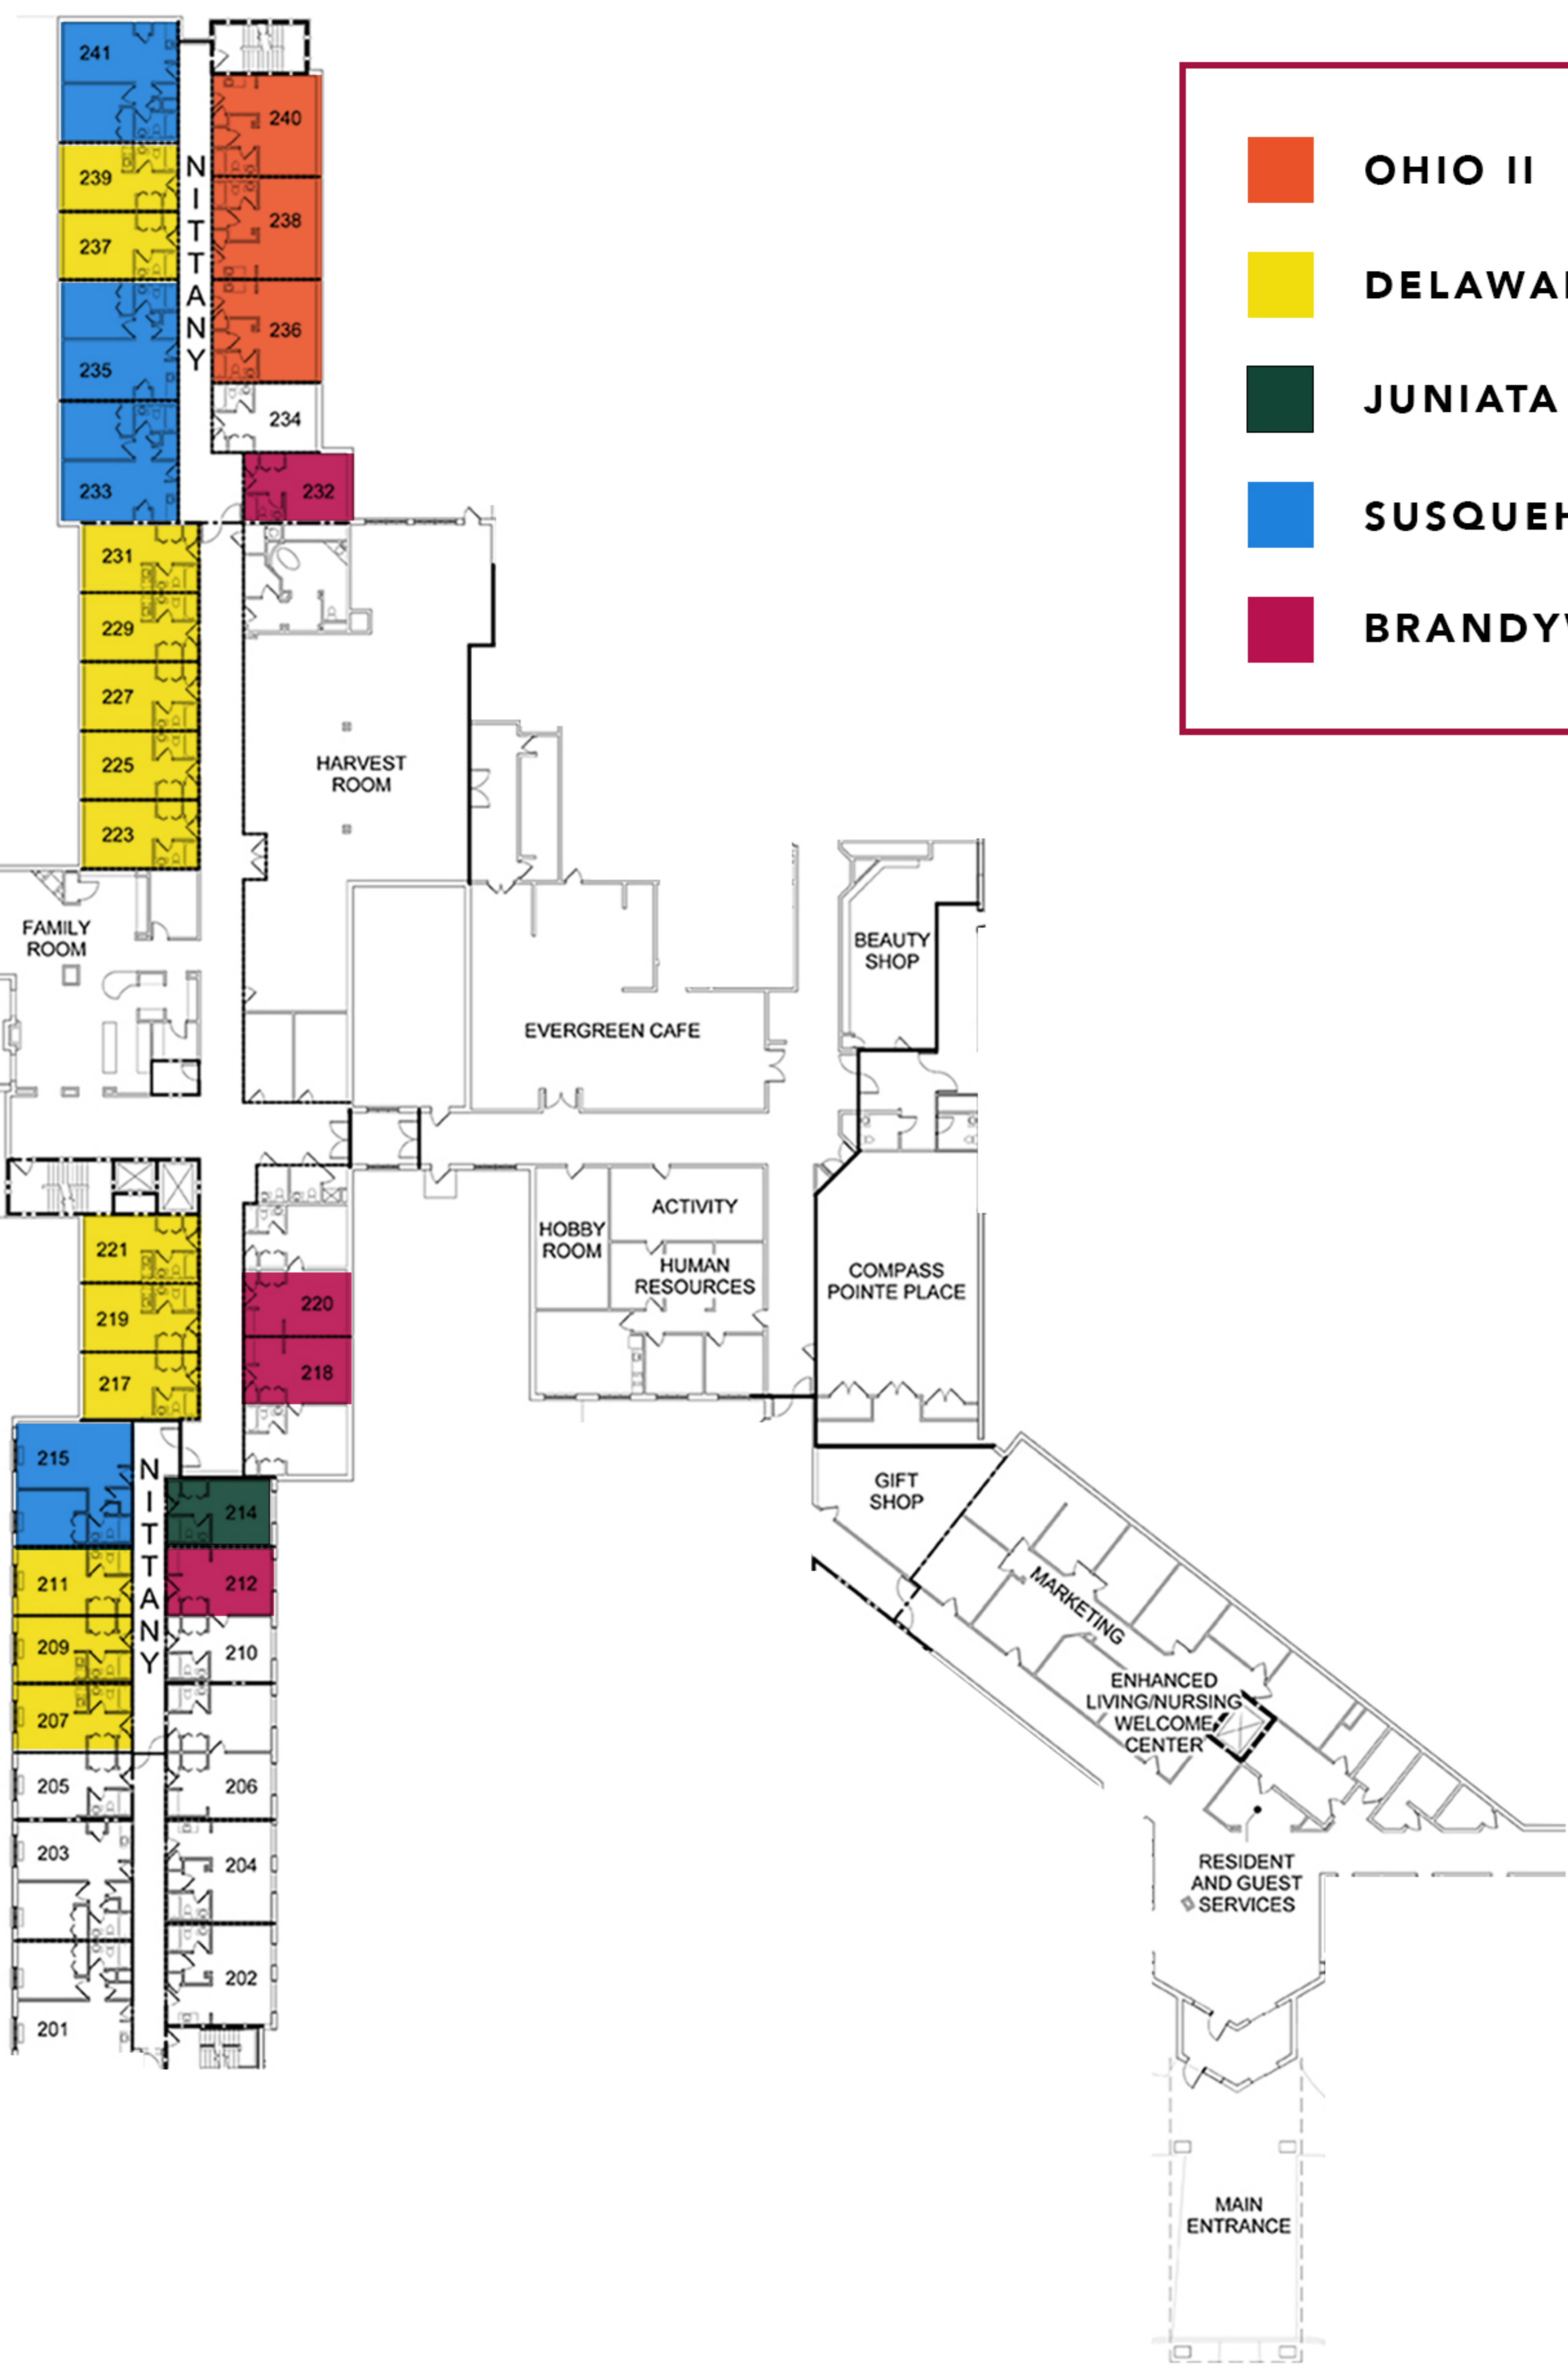 241
240
239
238
237
NITTANY
236
235
234
233
232
231
229
227
225
223
HARVEST
ROOM
FAMILY
ROOM
BEAUTY
SHOP
EVERGREEN CAFE
ACTIVITY
HOBBY
ROOM
HUMAN
RESOURCES
COMPASS
POINTE PLACE
221
220
219
218
217
215
NITTANY
214
211
212
209
210
207
205
206
203
204
202
201
GIFT
SHOP
MARKETING
ENHANCED
LIVING/NURSING
WELCOME
CENTER
RESIDENT
AND GUEST
SERVICES
MAIN
ENTRANCE
OHIO II
DELAWA
JUNIATA
SUSQUEH
BRANDYW